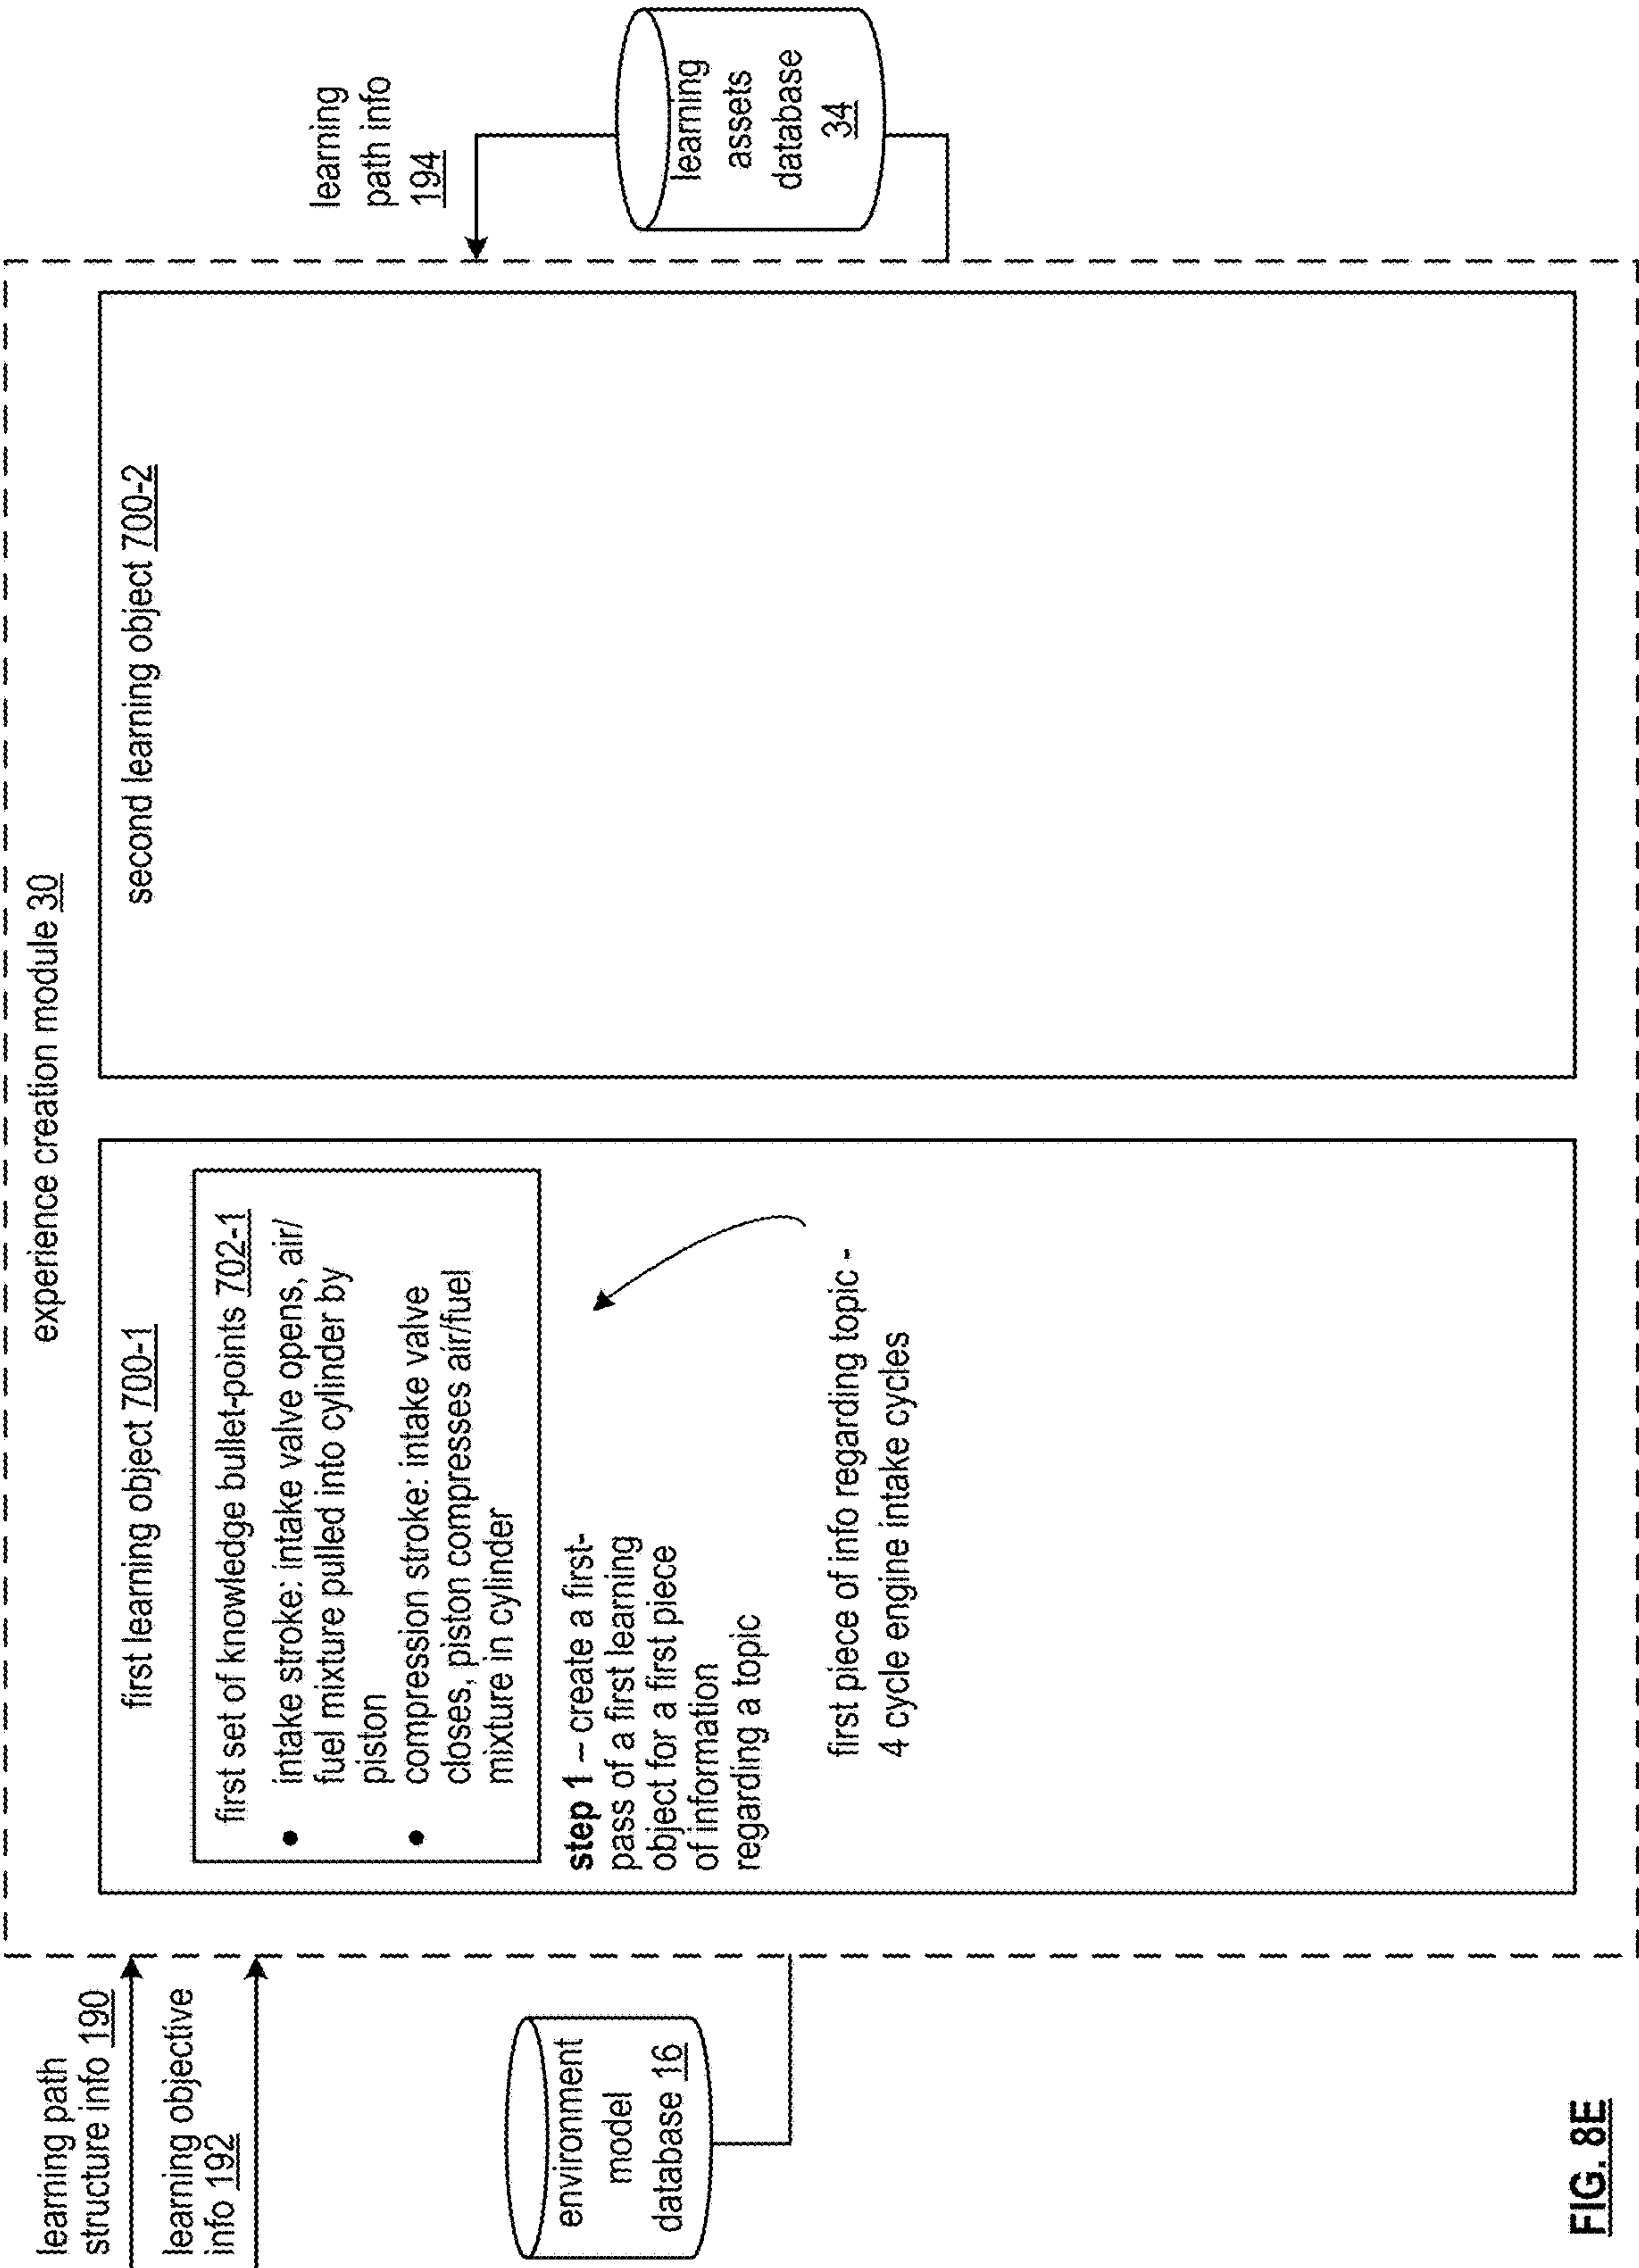 experience creation module 30
learning path
structure info 190
learning objective
info 192
environment
model
database 16
first learning object 700-1
first set of knowledge bullet-points 702-1
• intake stroke: intake valve opens, air/
fuel mixture pulled into cylinder by
piston
• compression stroke: intake valve
closes, piston compresses air/fuel
mixture in cylinder
step 1 – create a first-
pass of a first learning
object for a first piece
of information
regarding a topic
first piece of info regarding topic -
4 cycle engine intake cycles
second learning object 700-2
learning
path info
194
learning
assets
database
34
FIG. 8E